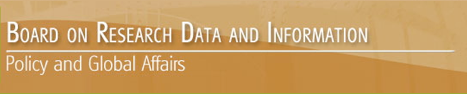 Board on Research Data and Information
Policy and Global Affairs